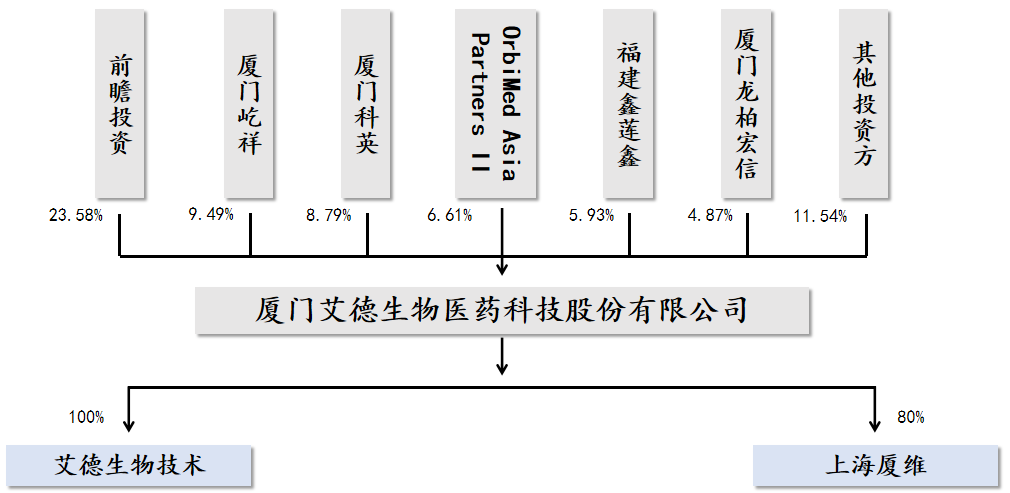 前瞻投资
厦门屹祥
厦门科英
OrbiMed Asia
Partners II
福建鑫莲鑫
厦门龙柏宏信
其他投资方
23.58%
9.49%
8.79%
6.61%
5.93%
4.87%
11.54%
厦门艾德生物医药科技股份有限公司
100%
80%
艾德生物技术
上海厦维